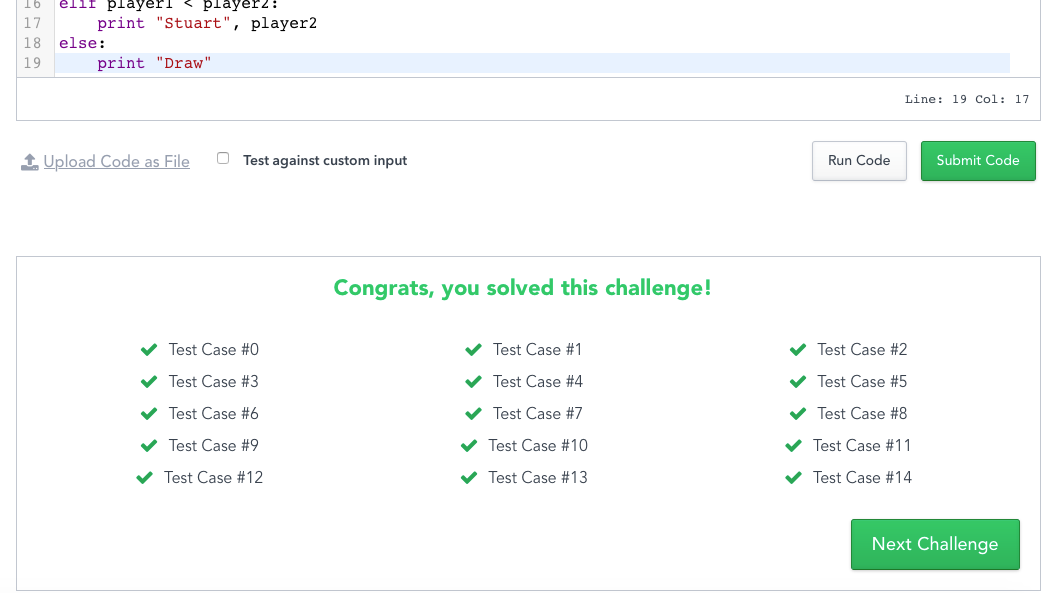 16 elif player1 < player2:
17     print "Stuart", player2
18 else:
19     print "Draw"
Line: 19 Col: 17
Upload Code as File Test against custom input Run Code Submit Code
Congrats, you solved this challenge!
Test Case #0 Test Case #1 Test Case #2
Test Case #3 Test Case #4 Test Case #5
Test Case #6 Test Case #7 Test Case #8
Test Case #9 Test Case #10 Test Case #11
Test Case #12 Test Case #13 Test Case #14
Next Challenge